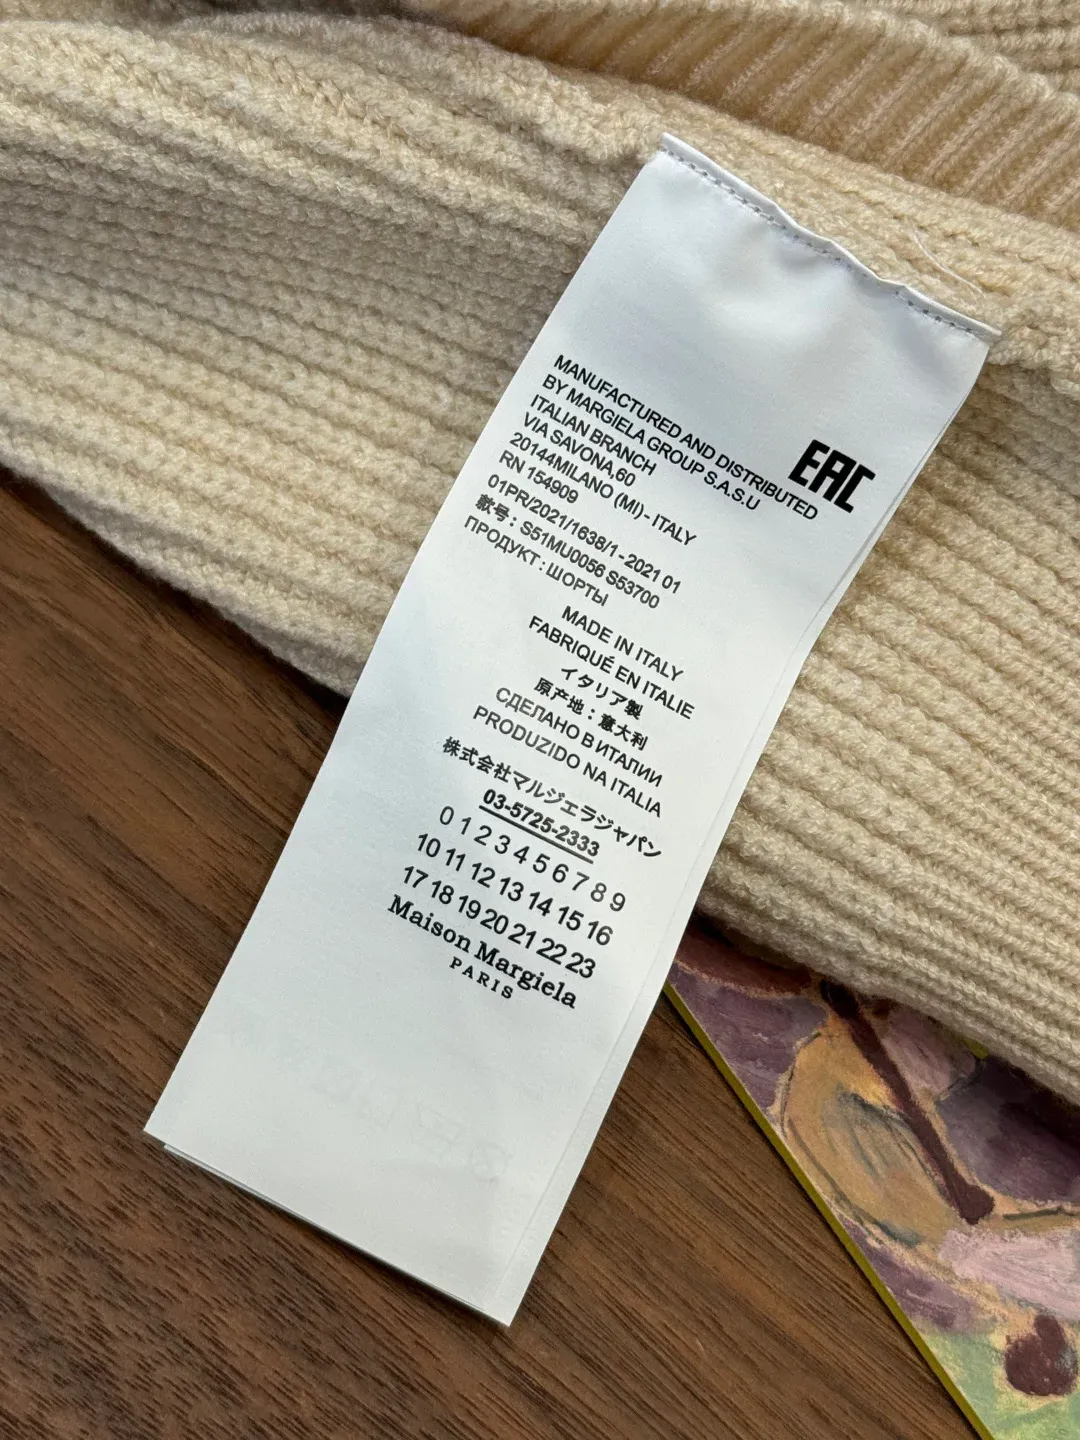 MANUFACTURED AND DISTRIBUTED
BY MARGIELA GROUP S.A.S.U
ITALIAN BRANCH
VIA SAVONA,60
20144MILANO (MI)- ITALY
RN 154909
01PR/2021/1638/1-2021 01
款号：S51MU0056 S53700
ПРОДУКТ : ШОРТЫ
EAC
MADE IN ITALY
FABRIQUÉ EN ITALIE
イタリア製
原产地：意大利
СДЕЛАНО В ИТАЛИИ
PRODUZIDO NA ITALIA
株式会社マルジェラジャパン
03-5725-2333
0 1 2 3 4 5 6 7 8 9
10 11 12 13 14 15 16
17 18 19 20 21 22 23
Maison Margiela
PARIS